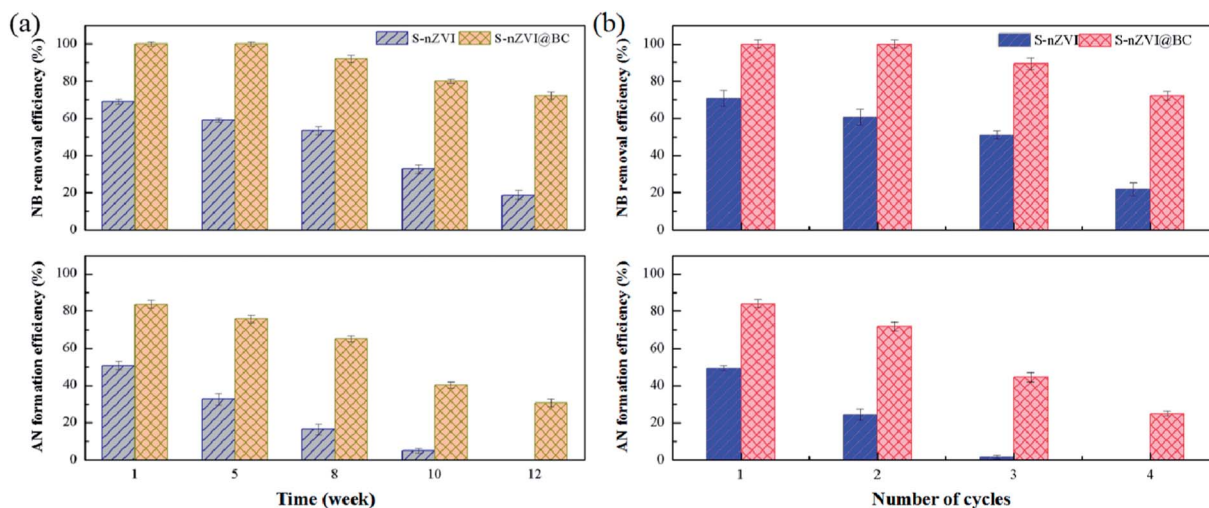 (a)
S-nZVI S-nZVI@BC
NB removal efficiency (%)
100
80
60
40
20
0
AN formation efficiency (%)
100
80
60
40
20
0
1 5 8 10 12
Time (week)
(b)
S-nZVI S-nZVI@BC
NB removal efficiency (%)
100
80
60
40
20
0
AN formation efficiency (%)
100
80
60
40
20
0
1 2 3 4
Number of cycles